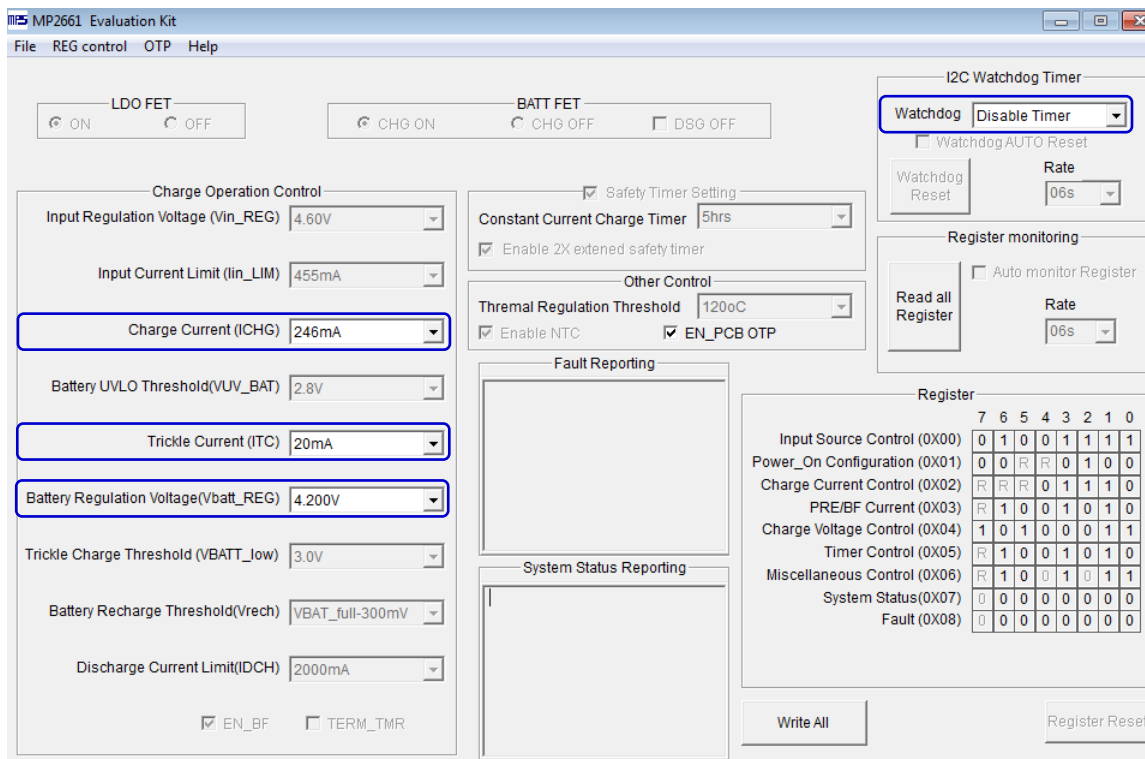 mps MP2661 Evaluation Kit
File REG control OTP Help
LDO FET
ON OFF
BATT FET
CHG ON CHG OFF DSG OFF
I2C Watchdog Timer
Watchdog Disable Timer
Watchdog AUTO Reset
Watchdog Reset
Rate
06s
Charge Operation Control
Input Regulation Voltage (Vin_REG) 4.60V
Input Current Limit (Iin_LIM) 455mA
Charge Current (ICHG) 246mA
Battery UVLO Threshold(VUV_BAT) 2.8V
Trickle Current (ITC) 20mA
Battery Regulation Voltage(Vbatt_REG) 4.200V
Trickle Charge Threshold (VBATT_low) 3.0V
Battery Recharge Threshold(Vrech) VBAT_full-300mV
Discharge Current Limit(IDCH) 2000mA
EN_BF TERM_TMR
Safety Timer Setting
Constant Current Charge Timer 5hrs
Enable 2X extened safety timer
Other Control
Thremal Regulation Threshold 120oC
Enable NTC EN_PCB OTP
Fault Reporting
System Status Reporting
Register monitoring
Read all
Register
Auto monitor Register
Rate
06s
Register
7 6 5 4 3 2 1 0
Input Source Control (0X00) 0 1 0 0 1 1 1 1
Power_On Configuration (0X01) 0 0 R R 0 1 0 0
Charge Current Control (0X02) R R R 0 1 1 1 0
PRE/BF Current (0X03) R 1 0 0 1 0 1 0
Charge Voltage Control (0X04) 1 0 1 0 0 0 1 1
Timer Control (0X05) R 1 0 0 1 0 1 0
Miscellaneous Control (0X06) R 1 0 0 1 0 1 1
System Status(0X07) 0 0 0 0 0 0 0 0
Fault (0X08) 0 0 0 0 0 0 0 0
Write All
Register Reset